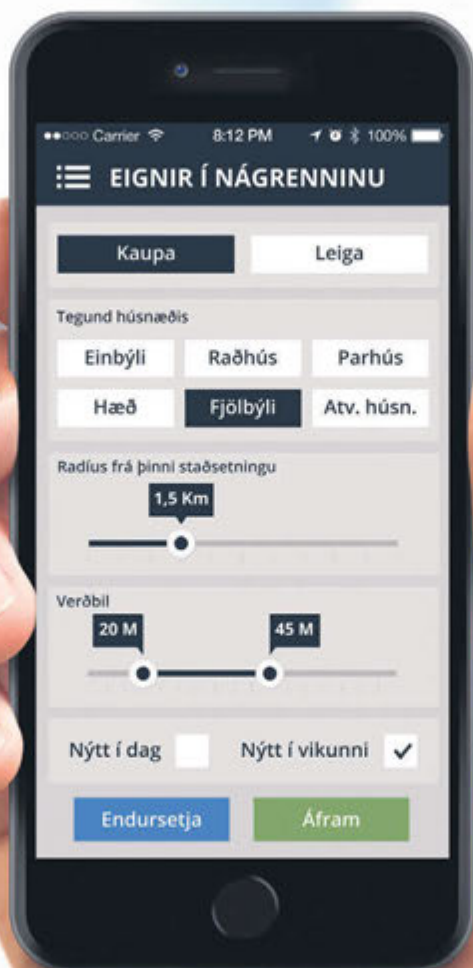 Carrier 8:12 PM 100%
EIGNIR Í NÁGRENNINU
Kaupa Leiga
Tegund húsnæðis
Einbýli Raðhús Parhús
Hæð Fjölbýli Atv. húsn.
Radíus frá þinni staðsetningu
1,5 Km
Verðbil
20 M 45 M
Nýtt í dag Nýtt í vikunni
Endursetja Áfram